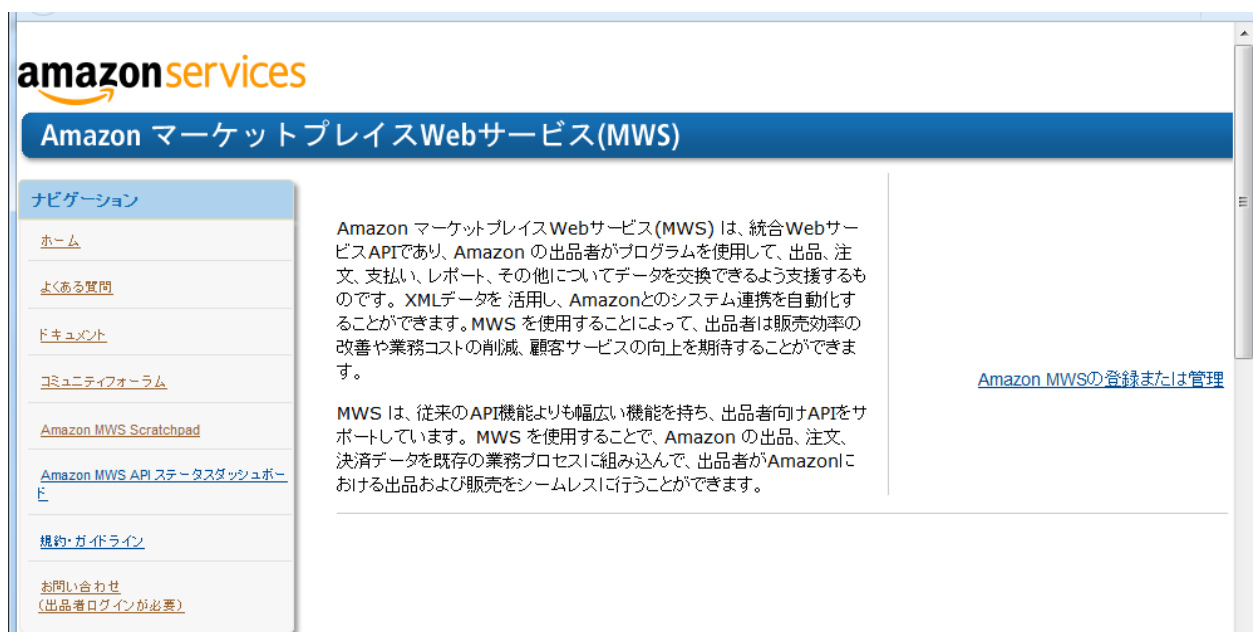 amazonservices
Amazon マーケットプレイスWebサービス(MWS)
ナビゲーション
ホーム
よくある質問
ドキュメント
コミュニティフォーラム
Amazon MWS Scratchpad
Amazon MWS API ステータスダッシュボー
ド
規約・ガイドライン
お問い合わせ
(出品者ログインが必要)
Amazon マーケットプレイスWebサービス(MWS) は、統合Webサー
ビスAPIであり、Amazon の出品者がプログラムを使用して、出品、注
文、支払い、レポート、その他についてデータを交換できるよう支援するも
のです。XMLデータを 活用し、Amazonとのシステム連携を自動化す
ることができます。MWS を使用することによって、出品者は販売効率の
改善や業務コストの削減、顧客サービスの向上を期待することができま
す。
MWS は、従来のAPI機能よりも幅広い機能を持ち、出品者向けAPIをサ
ポートしています。MWS を使用することで、Amazon の出品、注文、
決済データを既存の業務プロセスに組み込んで、出品者がAmazonに
おける出品および販売をシームレスに行うことができます。
Amazon MWSの登録または管理